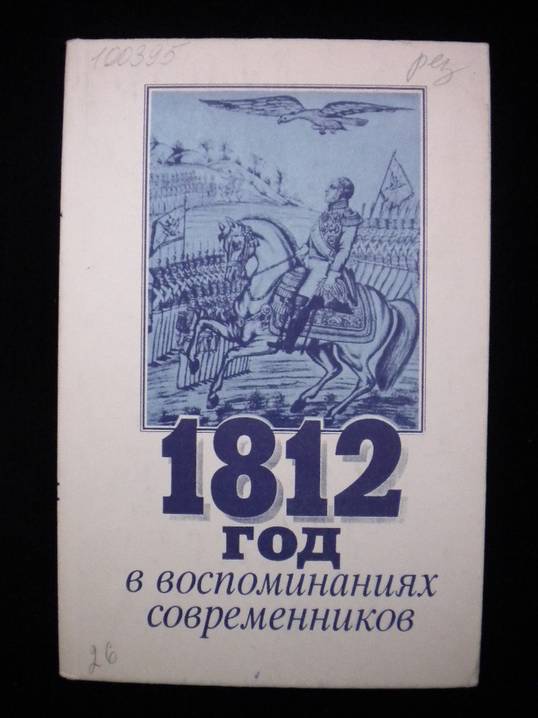 100395 рез
1812
год
в воспоминаниях
современников
26